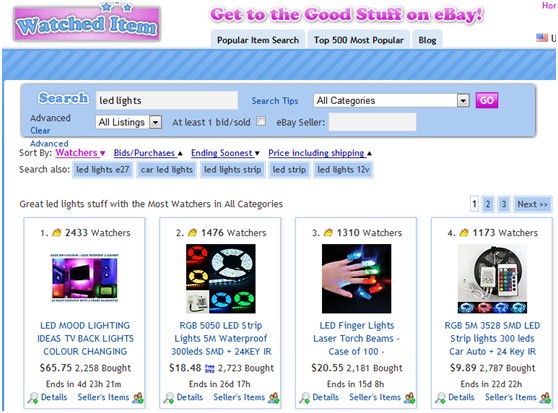 Watched Item
Get to the Good Stuff on eBay!
Hor
Popular Item Search Top 500 Most Popular Blog
U
Search led lights Search Tips All Categories GO
Advanced All Listings At least 1 bid/sold eBay Seller:
Clear
Advanced
Sort By: Watchers Bids/Purchases Ending Soonest Price including shipping
Search also: led lights e27 car led lights led lights strip led strip led lights 12v
Great led lights stuff with the Most Watchers in All Categories 1 2 3 Next >>
1. 2433 Watchers
LED MOOD LIGHTING
IDEAS TV BACK LIGHTS
COLOUR CHANGING
$65.75 2,258 Bought
Ends in 4d 23h 21m
Details Seller's Items
2. 1476 Watchers
RGB 5050 LED Strip
Lights 5M Waterproof
300leds SMD + 24KEY IR
$18.48 FREE SHIP 2,723 Bought
Ends in 26d 17h
Details Seller's Items
3. 1310 Watchers
LED Finger Lights
Laser Torch Beams -
Case of 100 -
$20.55 2,181 Bought
Ends in 15d 8h
Details Seller's Items
4. 1173 Watchers
RGB 5M 3528 SMD LED
Strip lights 300 leds
Car Auto + 24 Key IR
$9.89 2,787 Bought
Ends in 22d 22h
Details Seller's Items